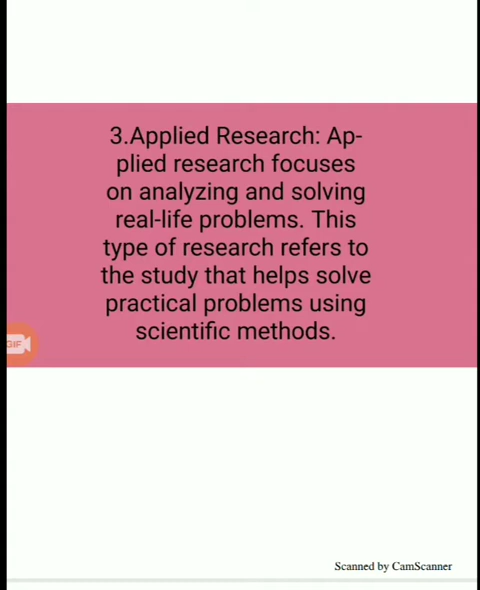 3.Applied Research: Ap-
plied research focuses
on analyzing and solving
real-life problems. This
type of research refers to
the study that helps solve
practical problems using
scientific methods.
GIF
Scanned by CamScanner